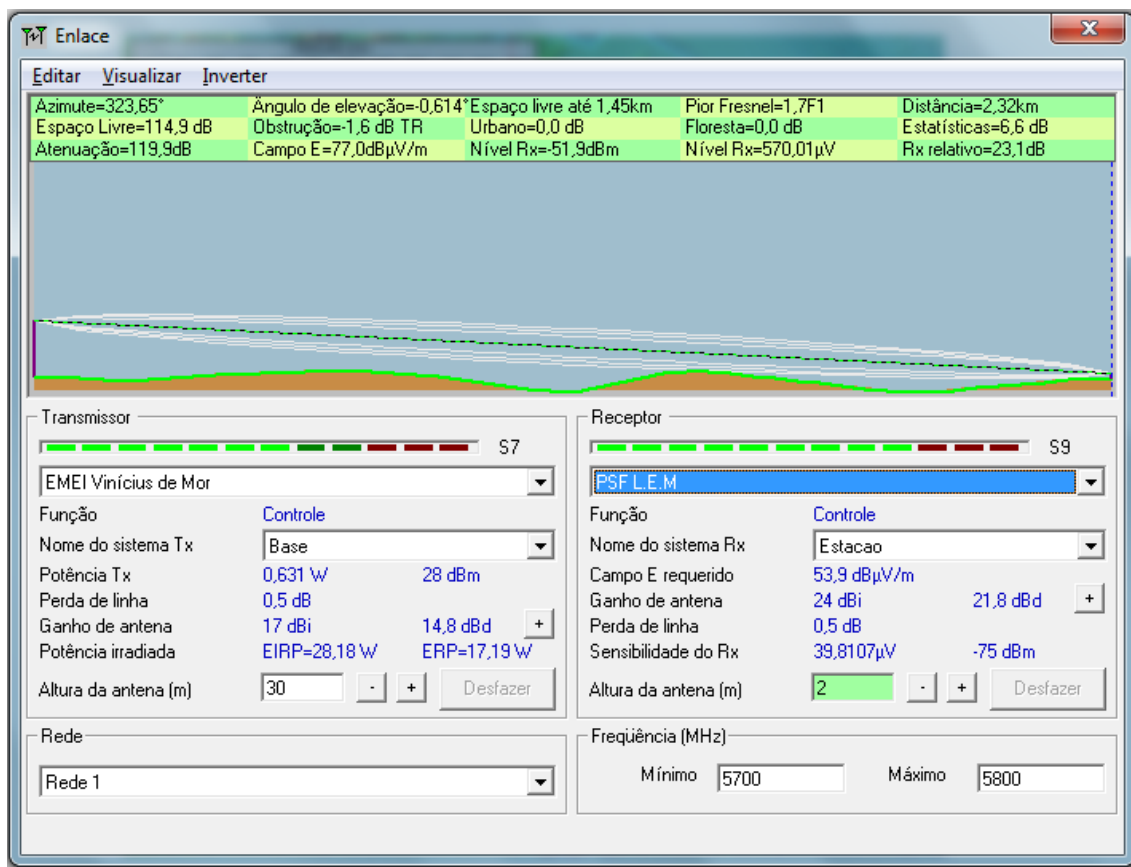 Enlace
Editar Visualizar Inverter
Azimute=323,65° Ângulo de elevação=-0,614° Espaço livre até 1,45km Pior Fresnel=1,7F1 Distância=2,32km
Espaço Livre=114,9 dB Obstrução=-1,6 dB TR Urbano=0,0 dB Floresta=0,0 dB Estatísticas=6,6 dB
Atenuação=119,9dB Campo E=77,0dBµV/m Nível Rx=-51,9dBm Nível Rx=570,01µV Rx relativo=23,1dB
Transmissor
S7
EMEI Vinícius de Mor
Função Controle
Nome do sistema Tx Base
Potência Tx 0,631 W 28 dBm
Perda de linha 0,5 dB
Ganho de antena 17 dBi 14,8 dBd +
Potência irradiada EIRP=28,18 W ERP=17,19 W
Altura da antena (m) 30 - + Desfazer
Rede
Rede 1
Receptor
S9
PSF L.E.M
Função Controle
Nome do sistema Rx Estacao
Campo E requerido 53,9 dBµV/m
Ganho de antena 24 dBi 21,8 dBd +
Perda de linha 0,5 dB
Sensibilidade do Rx 39,8107µV -75 dBm
Altura da antena (m) 2 - + Desfazer
Freqüência (MHz)
Mínimo 5700 Máximo 5800